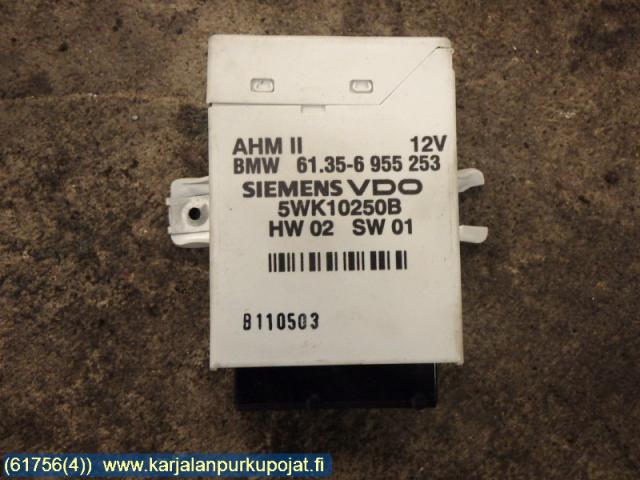 AHM II 12V
BMW 61.35-6 955 253
SIEMENS VDO
5WK10250B
HW 02 SW 01
8110503
(61756(4)) www.karjalanpurkupojat.fi